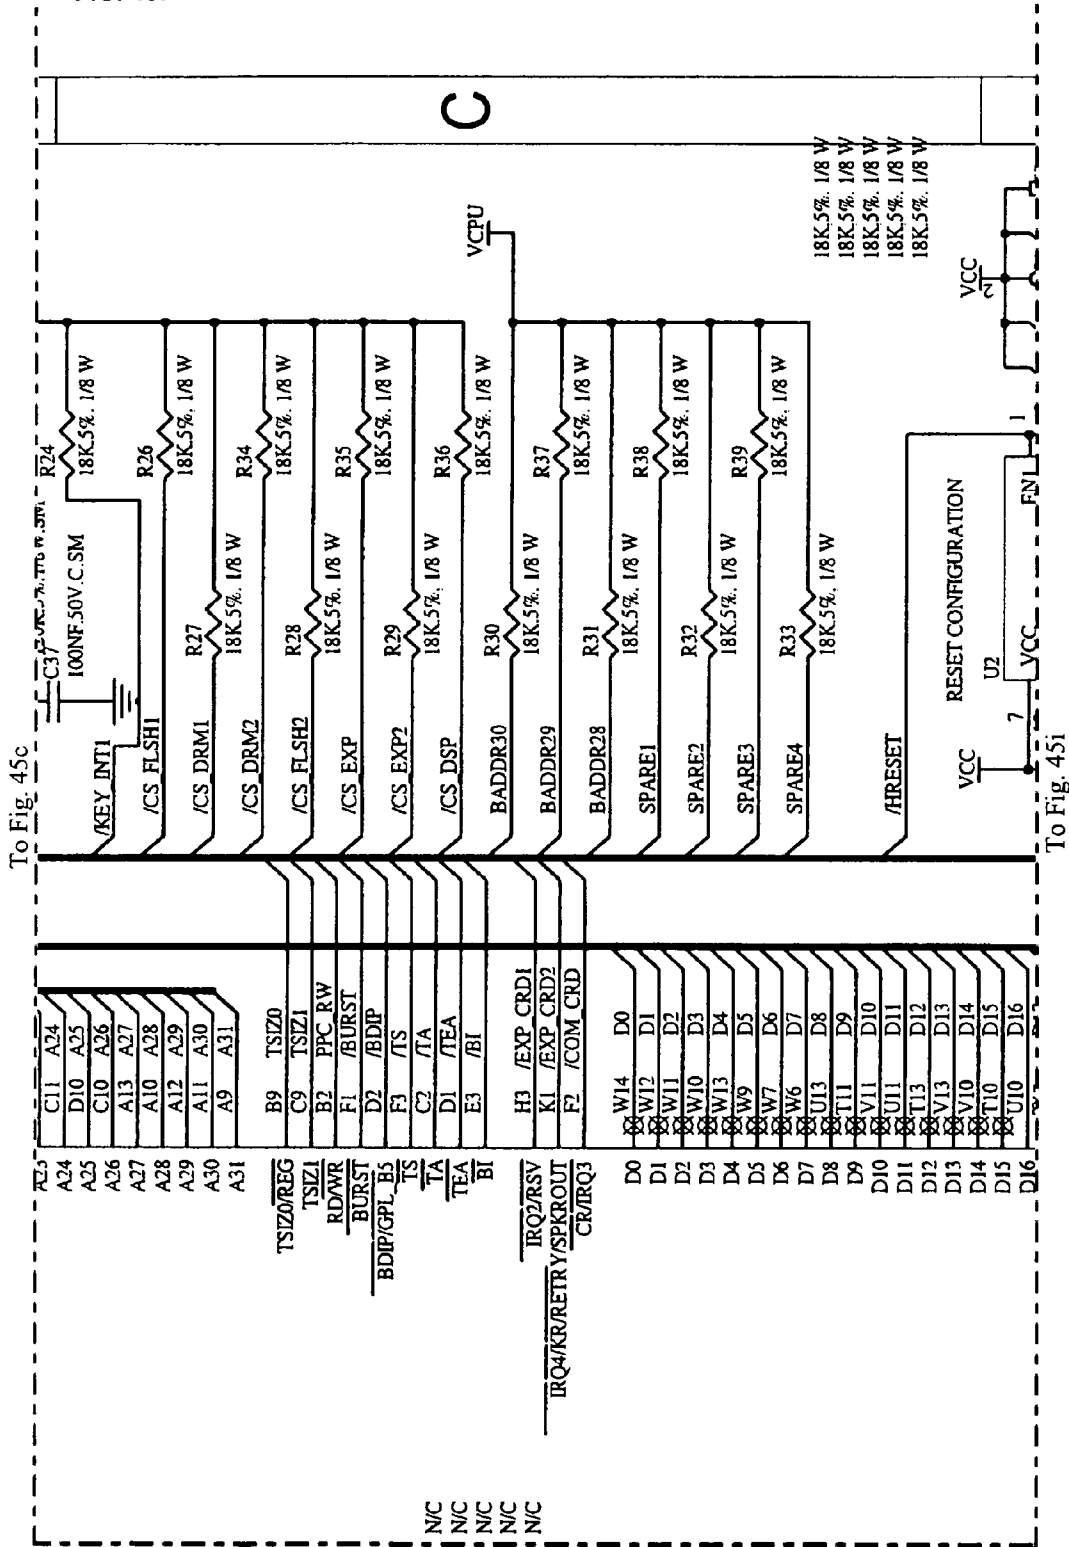 To Fig. 45c
C
18K.5%. 1/8 W
18K.5%. 1/8 W
18K.5%. 1/8 W
18K.5%. 1/8 W
18K.5%. 1/8 W
VCC
2
VCPU
R24
18K.5%. 1/8 W
R26
18K.5%. 1/8 W
R34
18K.5%. 1/8 W
R35
18K.5%. 1/8 W
R36
18K.5%. 1/8 W
R37
18K.5%. 1/8 W
R38
18K.5%. 1/8 W
R39
18K.5%. 1/8 W
C37
100NF.50V.C.SM
R27
18K.5%. 1/8 W
R28
18K.5%. 1/8 W
R29
18K.5%. 1/8 W
R30
18K.5%. 1/8 W
R31
18K.5%. 1/8 W
R32
18K.5%. 1/8 W
R33
18K.5%. 1/8 W
RESET CONFIGURATION
U2
1
EN1
VCC
7
VCC
/KEY_INT1
/CS_FLSH1
/CS_DRM1
/CS_DRM2
/CS_FLSH2
/CS_EXP
/CS_EXP2
/CS_DSP
BADDR30
BADDR29
BADDR28
SPARE1
SPARE2
SPARE3
SPARE4
/HRESET
A24 C11 A24
A25 D10 A25
A26 C10 A26
A27 A13 A27
A28 A10 A28
A29 A12 A29
A30 A11 A30
A31 A9 A31
TSIZ0/REG B9 TSIZ0
TSIZ1 C9 TSIZ1
RD/WR B2 PPC_RW
BURST F1 /BURST
BDIP/GPL_B5 D2 /BDIP
TS F3 /TS
TA C2 /TA
TEA D1 /TEA
BI E3 /BI
IRQ2/RSV H3 /EXP_CRD1
IRQ4/KR/RETRY/SPKROUT K1 /EXP_CRD2
CR/IRQ3 F2 /COM_CRD
D0 W14 D0
D1 W12 D1
D2 W11 D2
D3 W10 D3
D4 W13 D4
D5 W9 D5
D6 W7 D6
D7 W6 D7
D8 U13 D8
D9 T11 D9
D10 V11 D10
D11 U11 D11
D12 T13 D12
D13 V13 D13
D14 V10 D14
D15 T10 D15
D16 U10 D16
N/C
N/C
N/C
N/C
N/C
To Fig. 45i